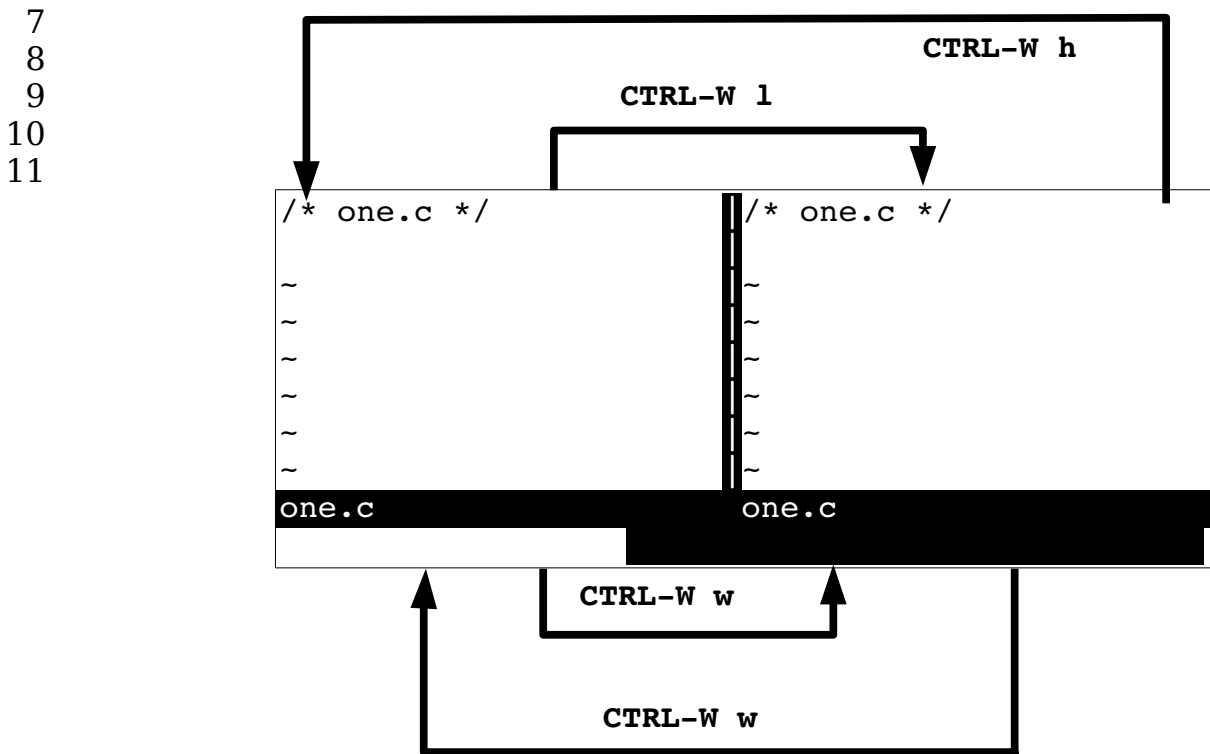 7
8
CTRL-W h
9
CTRL-W l
10
11
/* one.c */ /* one.c */
~ ~
~ ~
~ ~
~ ~
~ ~
~ ~
one.c one.c
CTRL-W w
CTRL-W w